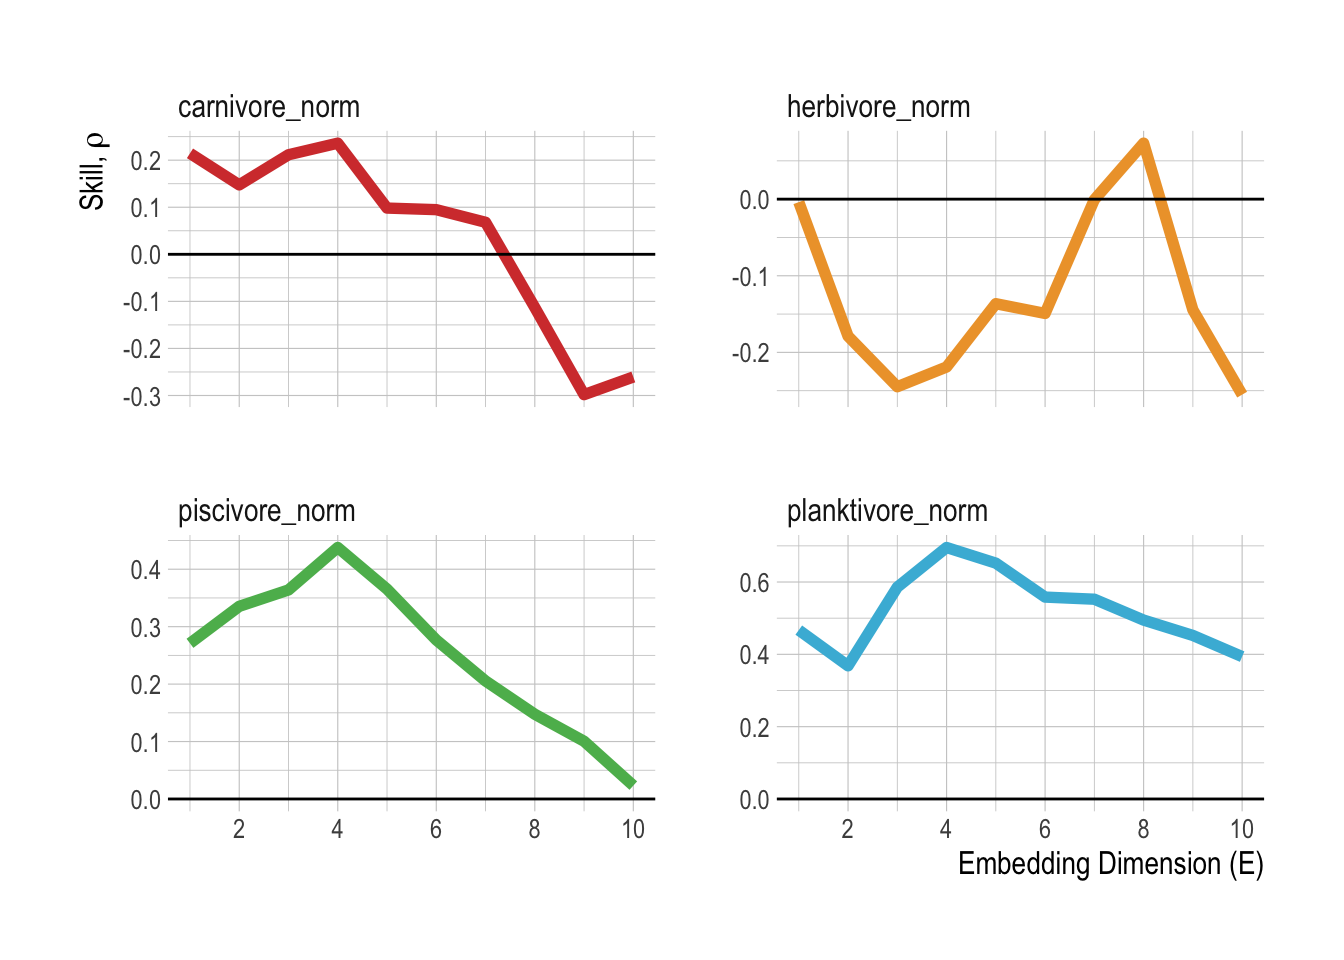 carnivore_norm
Skill, ρ
0.2
0.1
0.0
-0.1
-0.2
-0.3
herbivore_norm
0.0
-0.1
-0.2
piscivore_norm
0.4
0.3
0.2
0.1
0.0
2 4 6 8 10
planktivore_norm
0.6
0.4
0.2
0.0
2 4 6 8 10
Embedding Dimension (E)